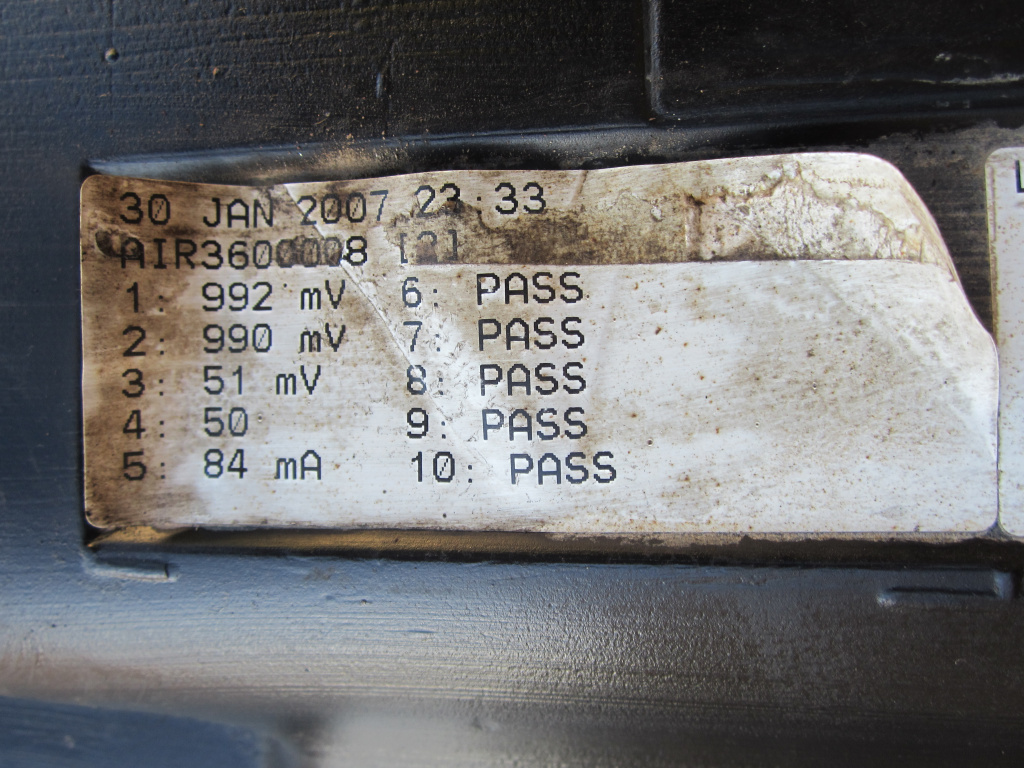 30 JAN 2007 23:33
1: 992 mV 6: PASS
2: 990 mV 7: PASS
3: 51 mV 8: PASS
4: 50 9: PASS
5: 84 mA 10: PASS